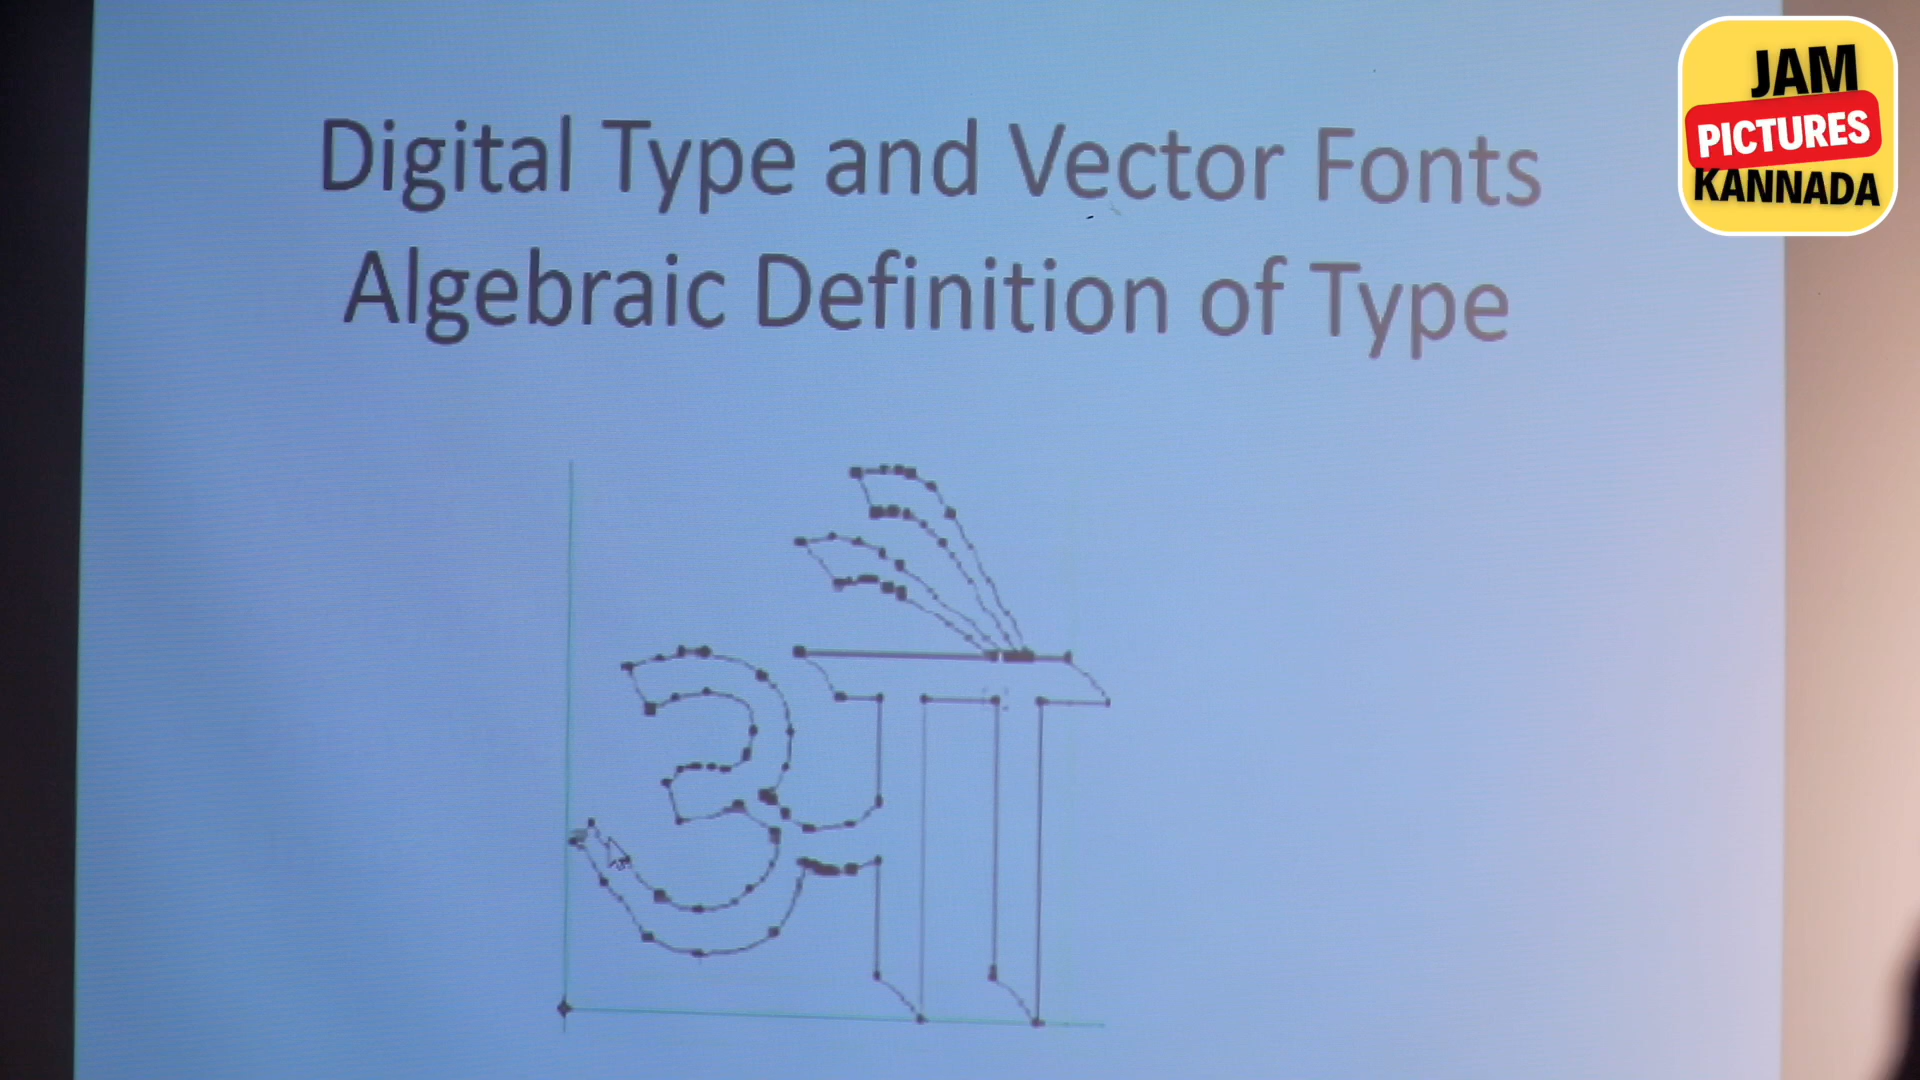 Digital Type and Vector Fonts
Algebraic Definition of Type
औ
JAM
PICTURES
KANNADA